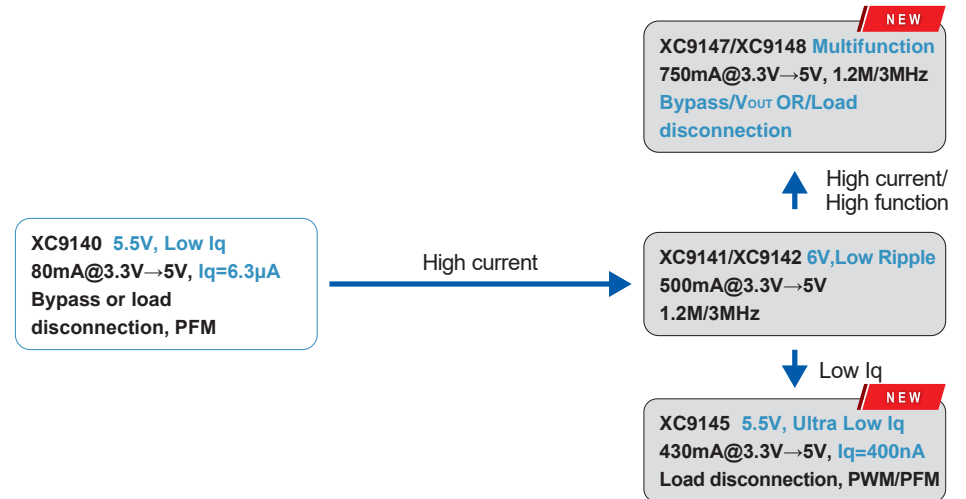 NEW
XC9147/XC9148 Multifunction
750mA@3.3V→5V, 1.2M/3MHz
Bypass/VOUT OR/Load
disconnection
High current/
High function
XC9140 5.5V, Low Iq
80mA@3.3V→5V, Iq=6.3µA
Bypass or load
disconnection, PFM
High current
XC9141/XC9142 6V,Low Ripple
500mA@3.3V→5V
1.2M/3MHz
Low Iq
NEW
XC9145 5.5V, Ultra Low Iq
430mA@3.3V→5V, Iq=400nA
Load disconnection, PWM/PFM